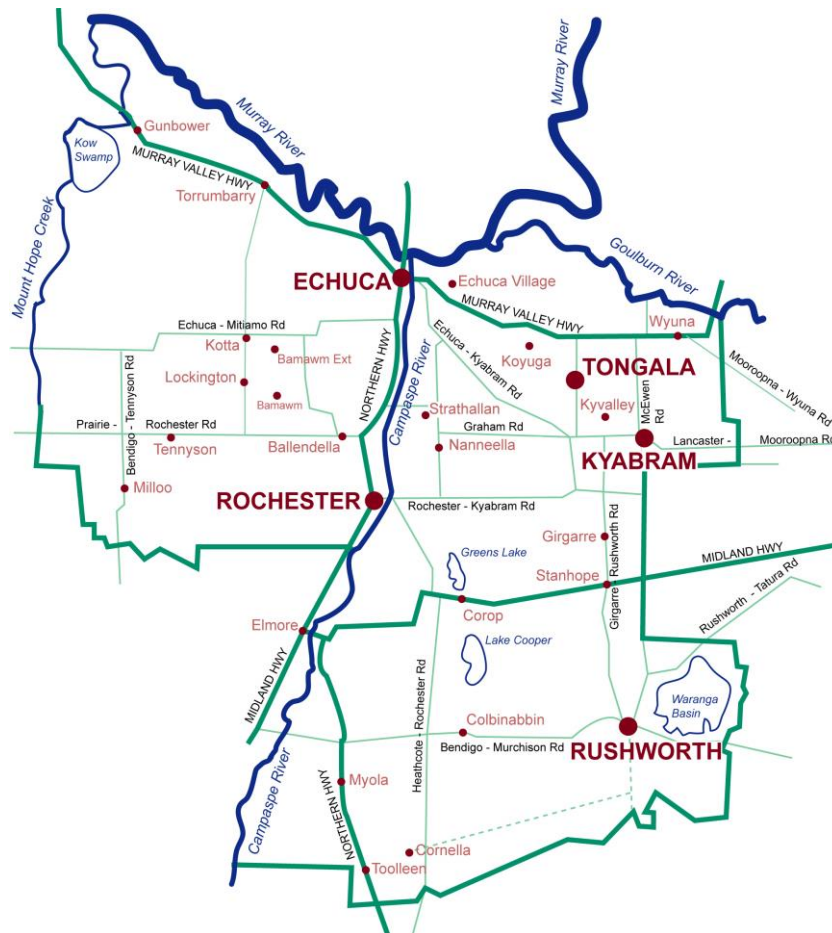 Murray River
Murray River
Gunbower
Kow
Swamp
MURRAY VALLEY HWY
Torrumbarry
Mount Hope Creek
Goulburn River
ECHUCA
Echuca Village
MURRAY VALLEY HWY
Echuca - Mitiamo Rd
Wyuna
Kotta
Bamawm Ext
Koyuga
Echuca - Kyabram Rd
Mooroopna - Wyuna Rd
NORTHERN HWY
Campaspe River
Bendigo - Tennyson Rd
Lockington
Bamawm
TONGALA
McEwen
Rd
Strathallan
Kyvalley
Prairie -
Rochester Rd
Tennyson
Ballendella
Graham Rd
Nanneella
Lancaster -
Mooroopna Rd
KYABRAM
Milloo
ROCHESTER
Rochester - Kyabram Rd
Girgarre
Greens Lake
Stanhope
Girgarre - Rushworth Rd
MIDLAND HWY
Rushworth - Tatura Rd
Corop
Elmore
Lake Cooper
MIDLAND HWY
Heathcote - Rochester Rd
Waranga
Basin
Colbinabbin
Bendigo - Murchison Rd
RUSHWORTH
Campaspe River
Myola
NORTHERN HWY
Cornella
Toolleen